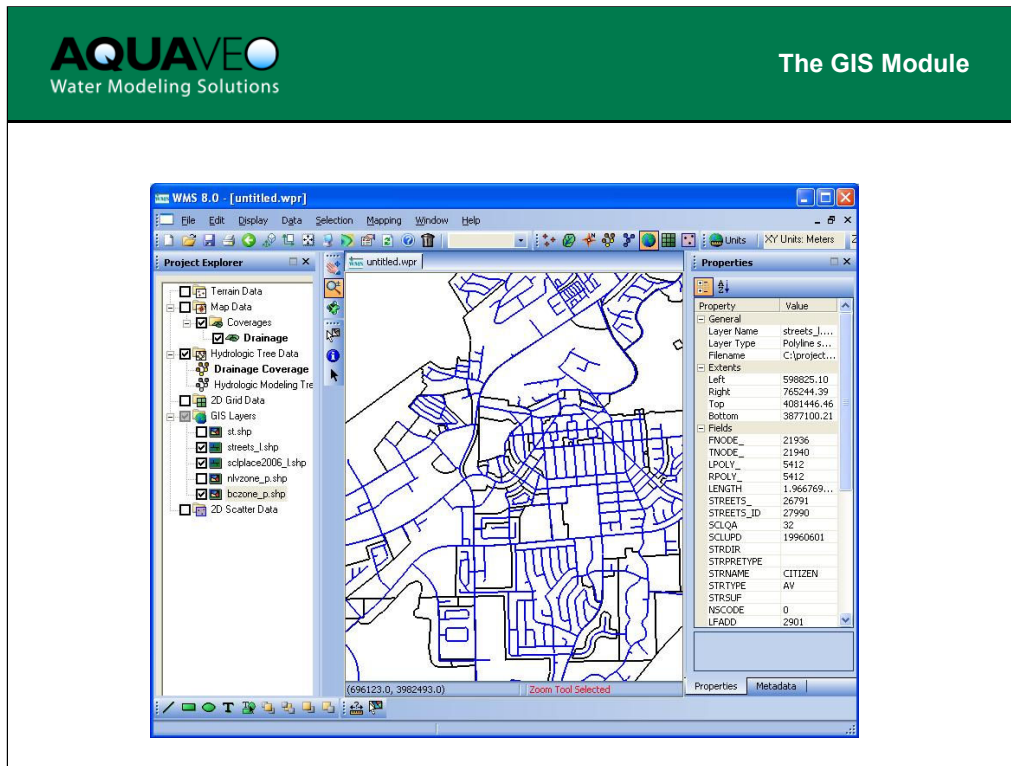 AQUAVEO
Water Modeling Solutions
The GIS Module
WMS 8.0 - [untitled.wpr]
File Edit Display Data Selection Mapping Window Help
Units XY Units: Meters Z
Project Explorer
untitled.wpr
Properties
Terrain Data
Map Data
Coverages
Drainage
Hydrologic Tree Data
Drainage Coverage
Hydrologic Modeling Tre
2D Grid Data
GIS Layers
st.shp
streets_l.shp
sclplace2006_l.shp
nlvzone_p.shp
bczone_p.shp
2D Scatter Data
Property Value
General
Layer Name streets_l....
Layer Type Polyline s...
Filename C:\project...
Extents
Left 598825.10
Right 765244.39
Top 4081446.46
Bottom 3877100.21
Fields
FNODE_ 21936
TNODE_ 21940
LPOLY_ 5412
RPOLY_ 5412
LENGTH 1.966769...
STREETS_ 26791
STREETS_ID 27990
SCLQA 32
SCLUPD 19960601
STRDIR
STRPRETYPE
STRNAME CITIZEN
STRTYPE AV
STRSUF
NSCODE 0
LFADD 2901
(696123.0, 3982493.0) Zoom Tool Selected
Properties Metadata